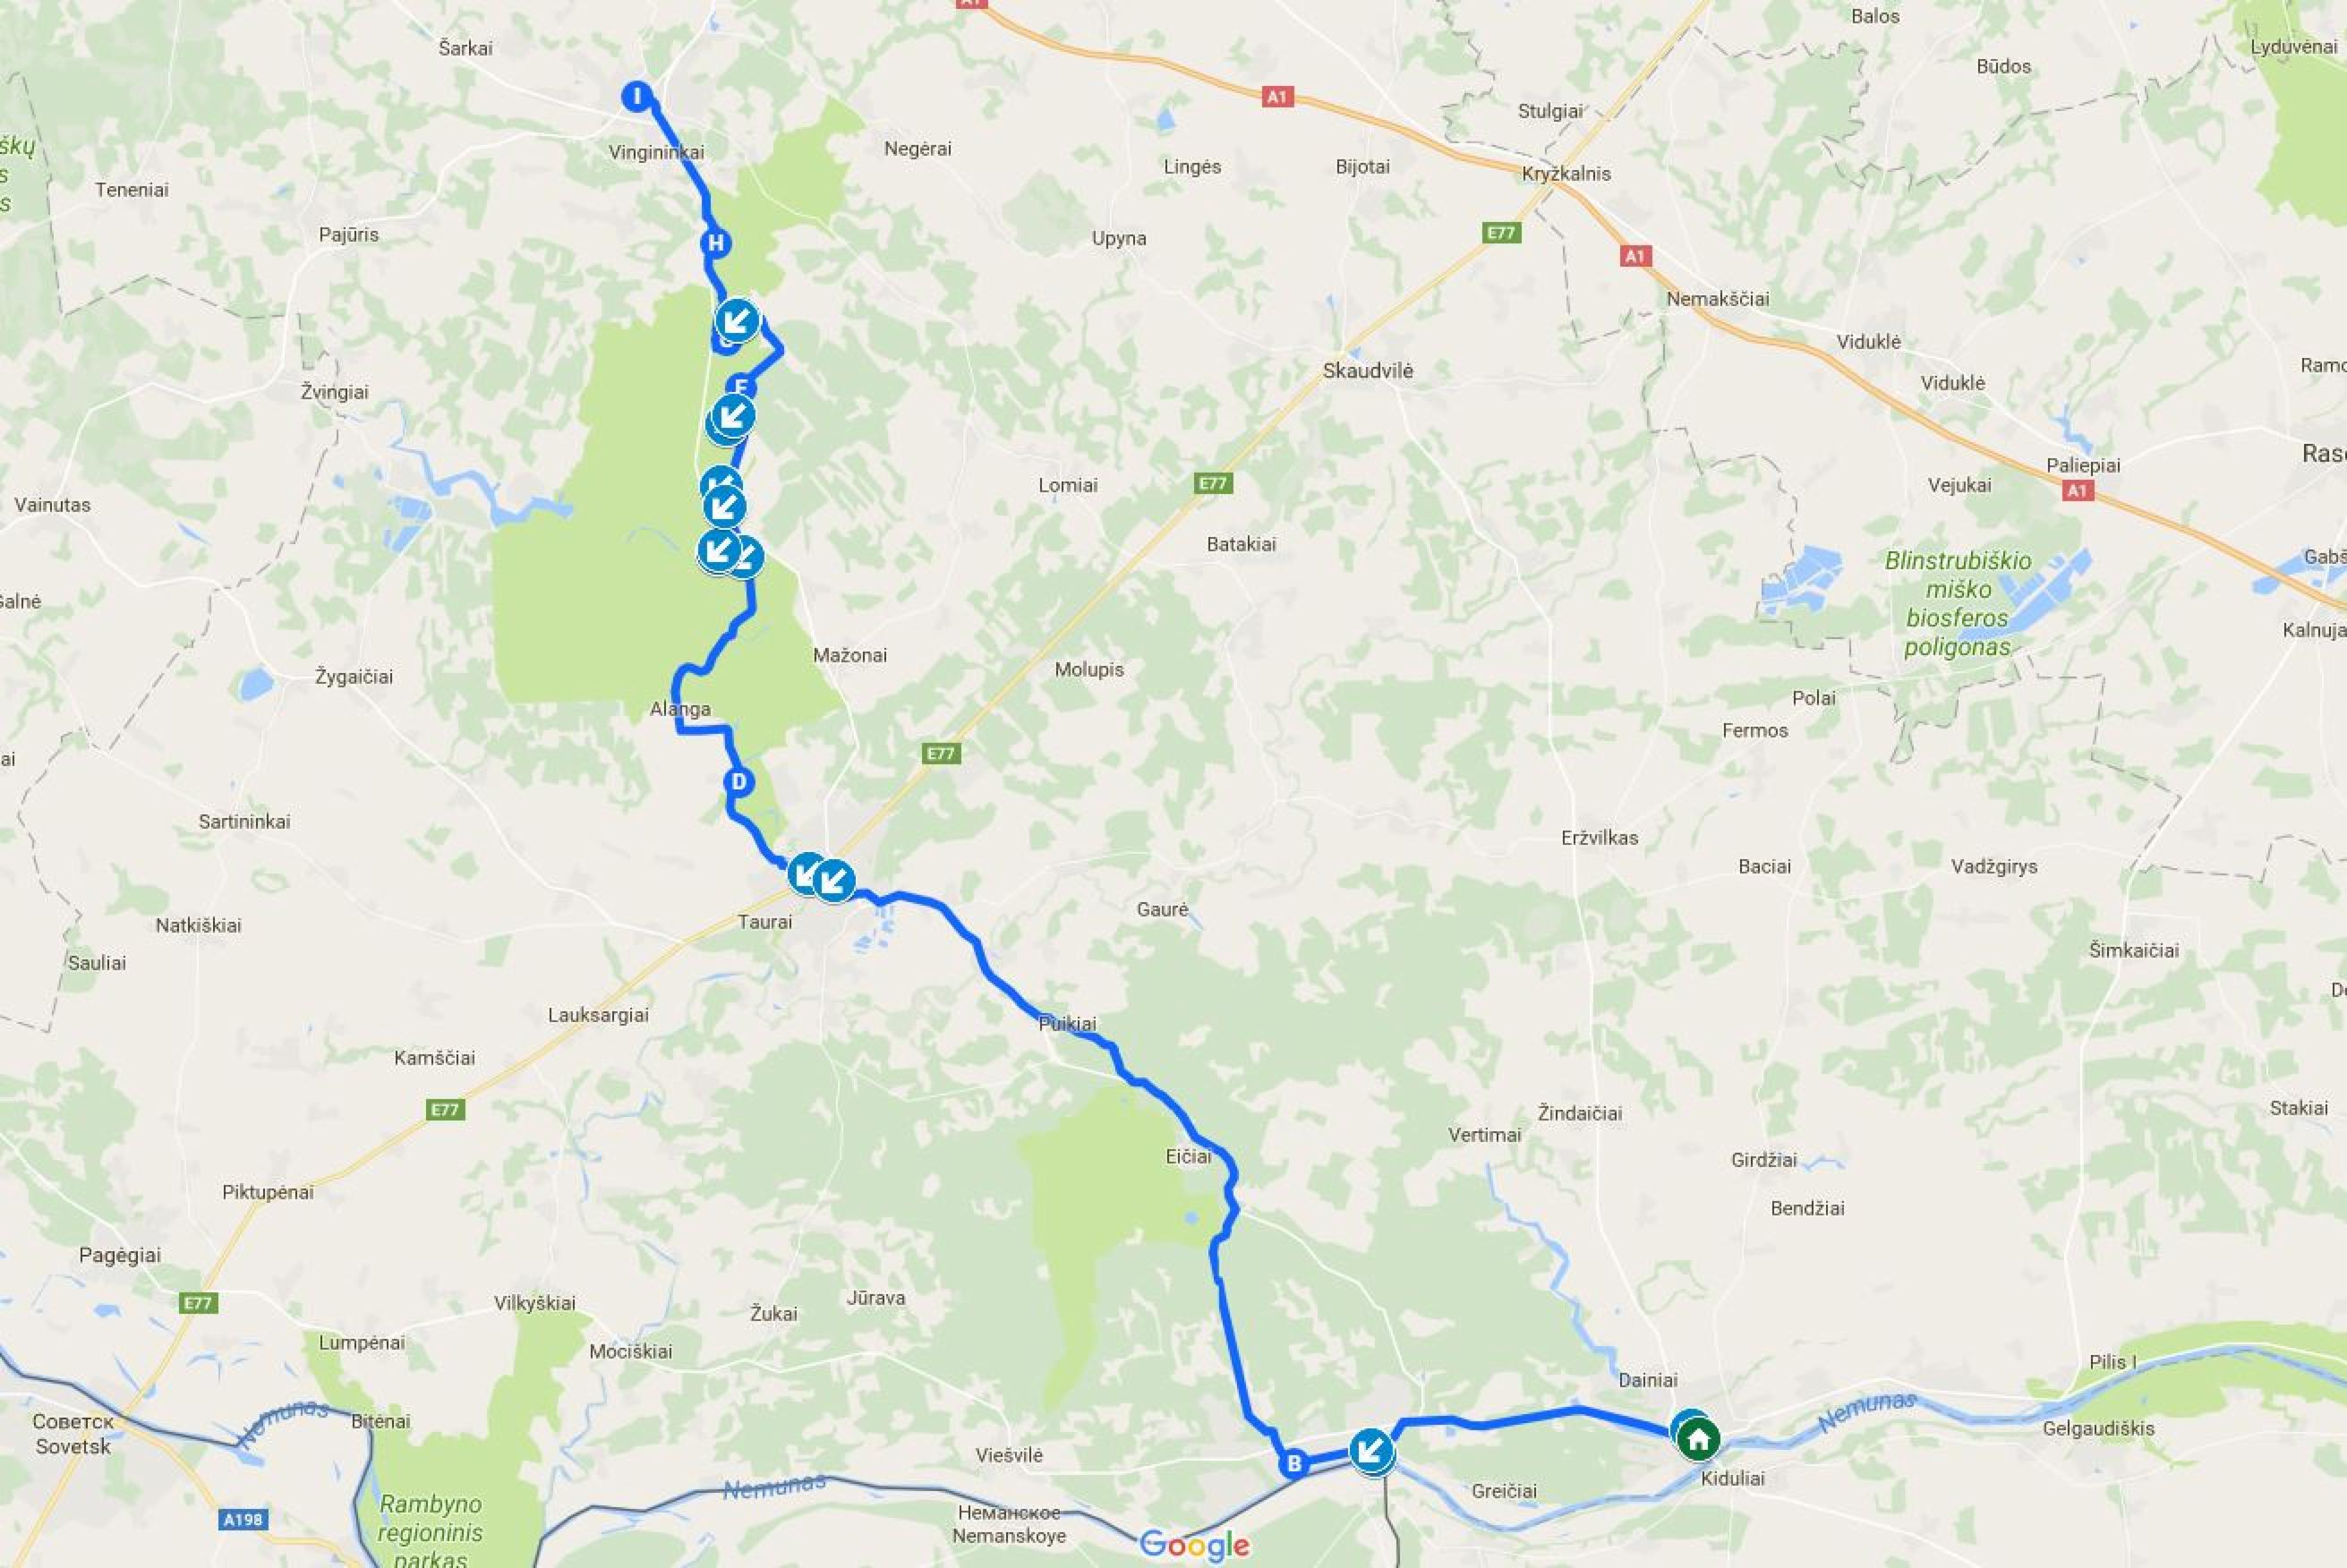 A1
Balos
Šarkai
Lyduvėnai
Būdos
I
A1
Stulgiai
škų
s
s
Vingininkai
Negėrai
Lingės
Bijotai
Kryžkalnis
Teneniai
Pajūris
H
Upyna
E77
A1
Nemakščiai
Viduklė
Skaudvilė
Ramo
Žvingiai
Viduklė
Rase
Paliepiai
Lomiai
E77
Vejukai
A1
Vainutas
Batakiai
Blinstrubiškio
miško
biosferos
poligonas
Gabš
Galnė
Kalnuja
Mažonai
Molupis
Žygaičiai
Polai
Alanga
Fermos
ai
E77
D
Sartininkai
Eržvilkas
Baciai
Vadžgirys
Gaurė
Taurai
Natkiškiai
Šimkaičiai
Sauliai
Lauksargiai
Puikiai
Kamščiai
E77
Žindaičiai
Stakiai
Vertimai
Eičiai
Girdžiai
Piktupėnai
Bendžiai
Pagėgiai
E77
Vilkyškiai
Žukai
Jūrava
Lumpėnai
Mociškiai
Pilis I
Dainiai
Nemunas
Советск
Sovetsk
Nemunas
Bitėnai
Gelgaudiškis
Viešvilė
B
Kiduliai
Nemunas
Greičiai
Rambyno
regioninis
parkas
A198
Неманское
Nemanskoye
Google